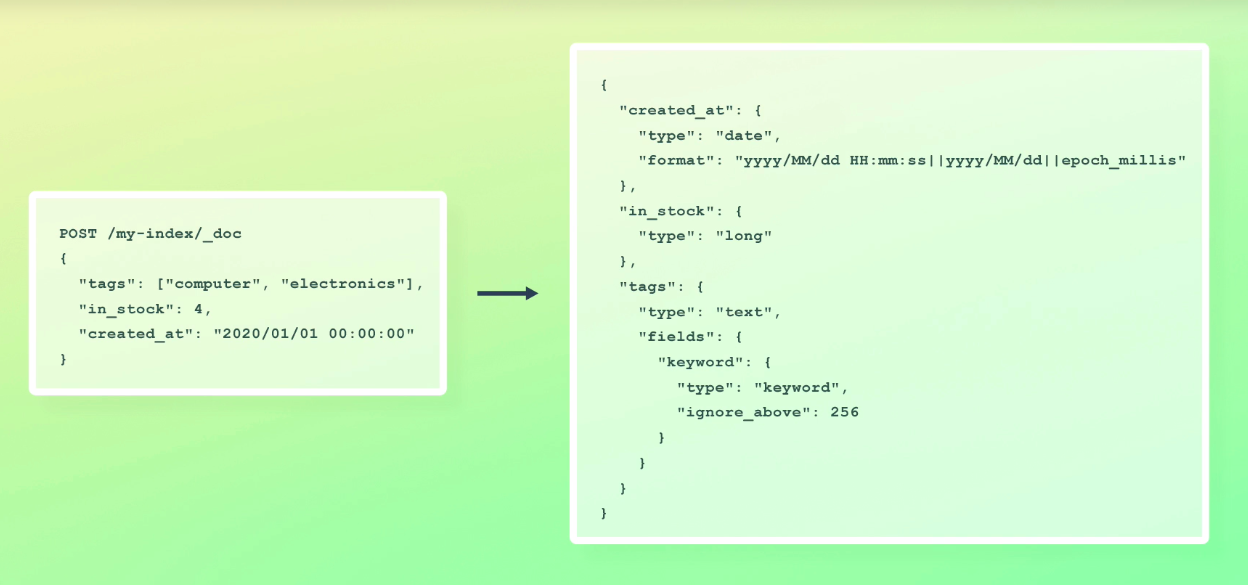 POST /my-index/_doc
{
  "tags": ["computer", "electronics"],
  "in_stock": 4,
  "created_at": "2020/01/01 00:00:00"
}
{
  "created_at": {
    "type": "date",
    "format": "yyyy/MM/dd HH:mm:ss||yyyy/MM/dd||epoch_millis"
  },
  "in_stock": {
    "type": "long"
  },
  "tags": {
    "type": "text",
    "fields": {
      "keyword": {
        "type": "keyword",
        "ignore_above": 256
      }
    }
  }
}